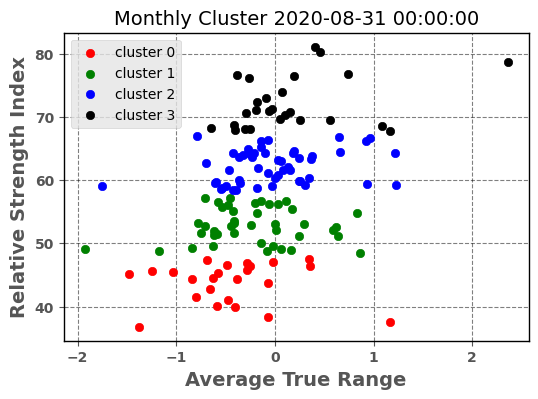 Monthly Cluster 2020-08-31 00:00:00
cluster 0
cluster 1
cluster 2
cluster 3
Relative Strength Index
80
70
60
50
40
−2 −1 0 1 2
Average True Range